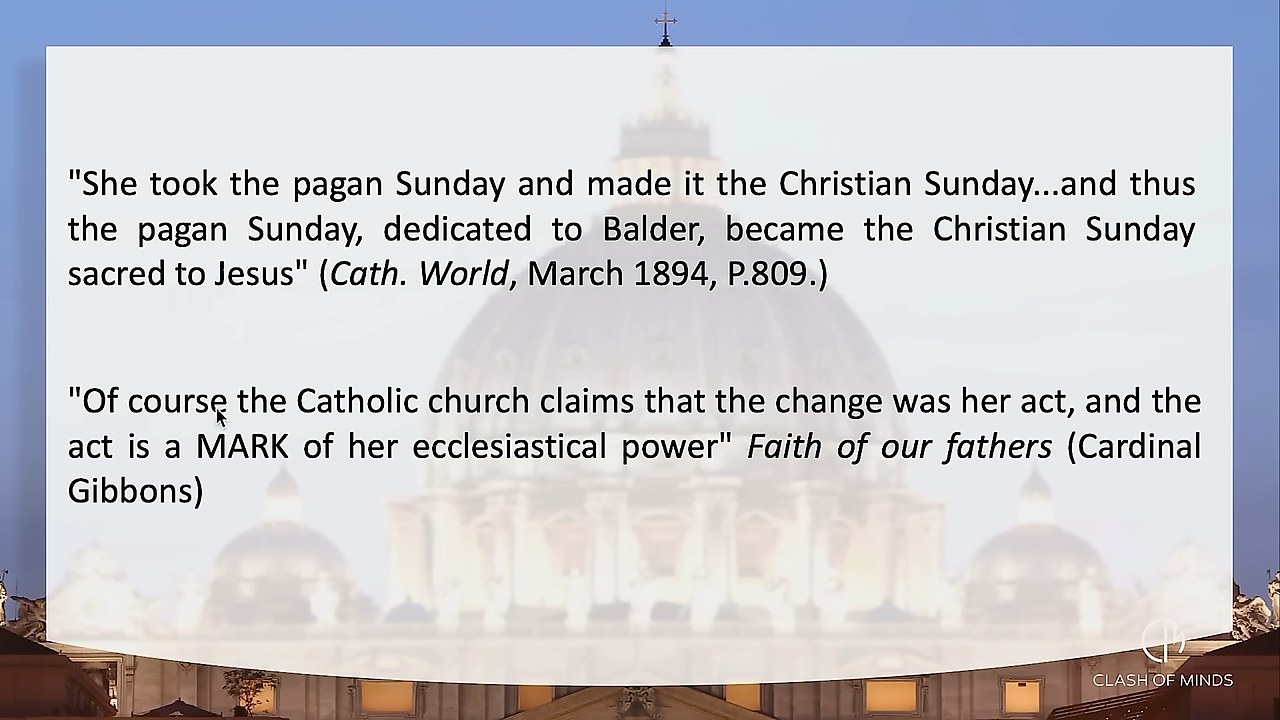 "She took the pagan Sunday and made it the Christian Sunday...and thus
the pagan Sunday, dedicated to Balder, became the Christian Sunday
sacred to Jesus" (Cath. World, March 1894, P.809.)
"Of course the Catholic church claims that the change was her act, and the
act is a MARK of her ecclesiastical power" Faith of our fathers (Cardinal
Gibbons)
CLASH OF MINDS